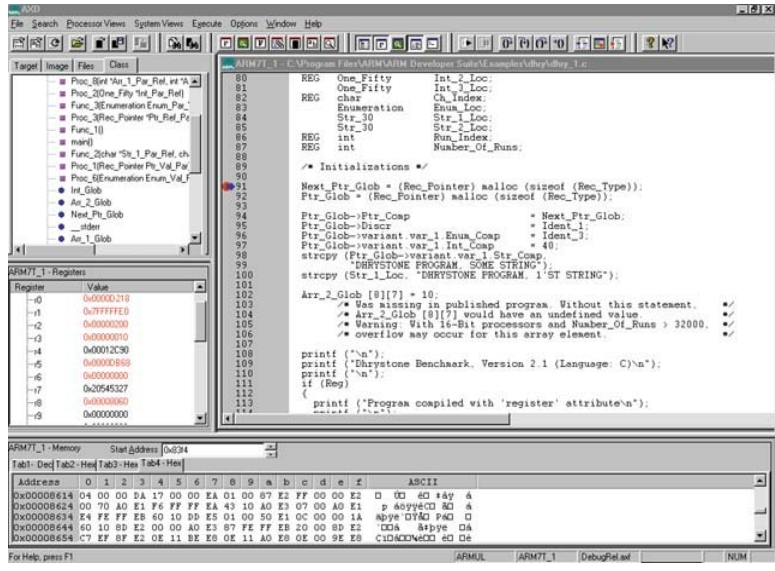 AXD
File Search Processor Views System Views Execute Options Window Help
Target Image Files Class
Proc_8(int *Arr_1_Par_Ref, int *A
Proc_2(One_Fifty *Int_Par_Ref)
Func_3(Enumeration Enum_Par_
Proc_3(Rec_Pointer *Ptr_Ref_Pa
Func_1()
main()
Func_2(char *Str_1_Par_Ref, ch
Proc_1(Rec_Pointer Ptr_Val_Par
Proc_6(Enumeration Enum_Val_F
Int_Glob
Arr_2_Glob
Next_Ptr_Glob
__stderr
Arr_1_Glob
ARM7T_1 - Registers
Register Value
r0 0x0000D218
r1 0x7FFFFFE0
r2 0x00000200
r3 0x00000010
r4 0x00012C90
r5 0x0000DB68
r6 0x00000000
r7 0x20545327
r8 0x00008060
r9 0x00000000
ARM7T_1 - C:\Program Files\ARM\ARM Developer Suite\Examples\dhry\dhry_1.c
80 REG One_Fifty Int_2_Loc;
81 One_Fifty Int_3_Loc;
82 REG char Ch_Index;
83 Enumeration Enum_Loc;
84 Str_30 Str_1_Loc;
85 Str_30 Str_2_Loc;
86 REG int Run_Index;
87 REG int Number_Of_Runs;
88
89 /* Initializations */
90
91 Next_Ptr_Glob = (Rec_Pointer) malloc (sizeof (Rec_Type));
92 Ptr_Glob = (Rec_Pointer) malloc (sizeof (Rec_Type));
93
94 Ptr_Glob->Ptr_Comp = Next_Ptr_Glob;
95 Ptr_Glob->Discr = Ident_1;
96 Ptr_Glob->variant.var_1.Enum_Comp = Ident_3;
97 Ptr_Glob->variant.var_1.Int_Comp = 40;
98 strcpy (Ptr_Glob->variant.var_1.Str_Comp,
99 "DHRYSTONE PROGRAM, SOME STRING");
100 strcpy (Str_1_Loc, "DHRYSTONE PROGRAM, 1'ST STRING");
101
102 Arr_2_Glob [8][7] = 10;
103 /* Was missing in published program. Without this statement, */
104 /* Arr_2_Glob [8][7] would have an undefined value. */
105 /* Warning: With 16-Bit processors and Number_Of_Runs > 32000, */
106 /* overflow may occur for this array element. */
107
108 printf ("\n");
109 printf ("Dhrystone Benchmark, Version 2.1 (Language: C)\n");
110 printf ("\n");
111 if (Reg)
112 {
113 printf ("Program compiled with 'register' attribute\n");
ARM7T_1 - Memory Start Address 0x83f4
Tab1 - Dec Tab2 - Hex Tab3 - Hex Tab4 - Hex
Address 0 1 2 3 4 5 6 7 8 9 a b c d e f ASCII
0x00008614 04 00 00 DA 17 00 00 EA 01 00 87 E2 FF 00 00 E2
0x00008624 00 70 A0 E1 F6 FF FF EA 43 10 A0 E3 07 00 A0 E1
0x00008634 E4 FE FF EB 60 10 DD E5 01 00 50 E1 0C 00 00 1A
0x00008644 60 10 8D E2 00 00 A0 E3 87 FE FF EB 20 00 8D E2
0x00008654 C7 EF 8F E2 0E 11 BE E8 0E 11 A0 E8 0E 00 9E E8
For Help, press F1 ARMUL ARM7T_1 DebugRel.axf NUM